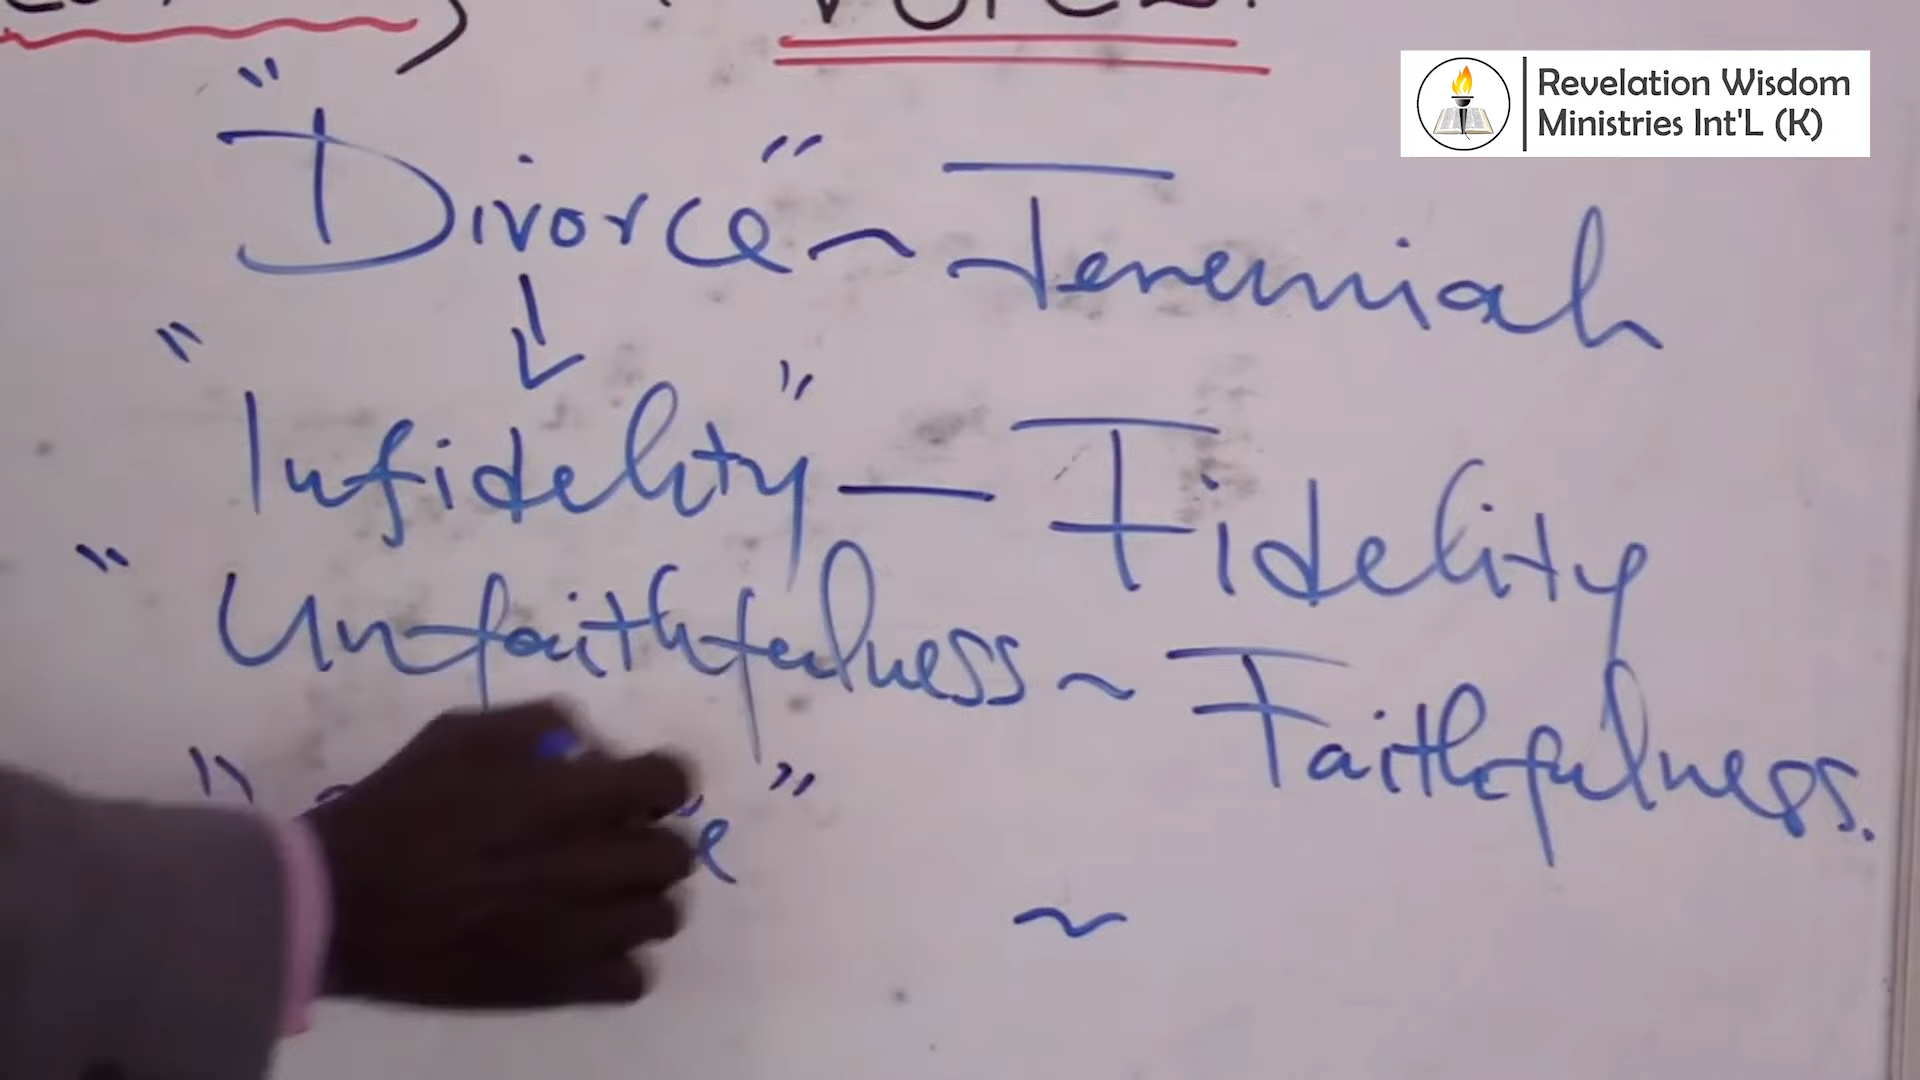 Revelation Wisdom
Ministries Int'L (K)
"Divorce" ~ Jeremiah
"Infidelity" — Fidelity
"Unfaithfulness ~ Faithfulness.